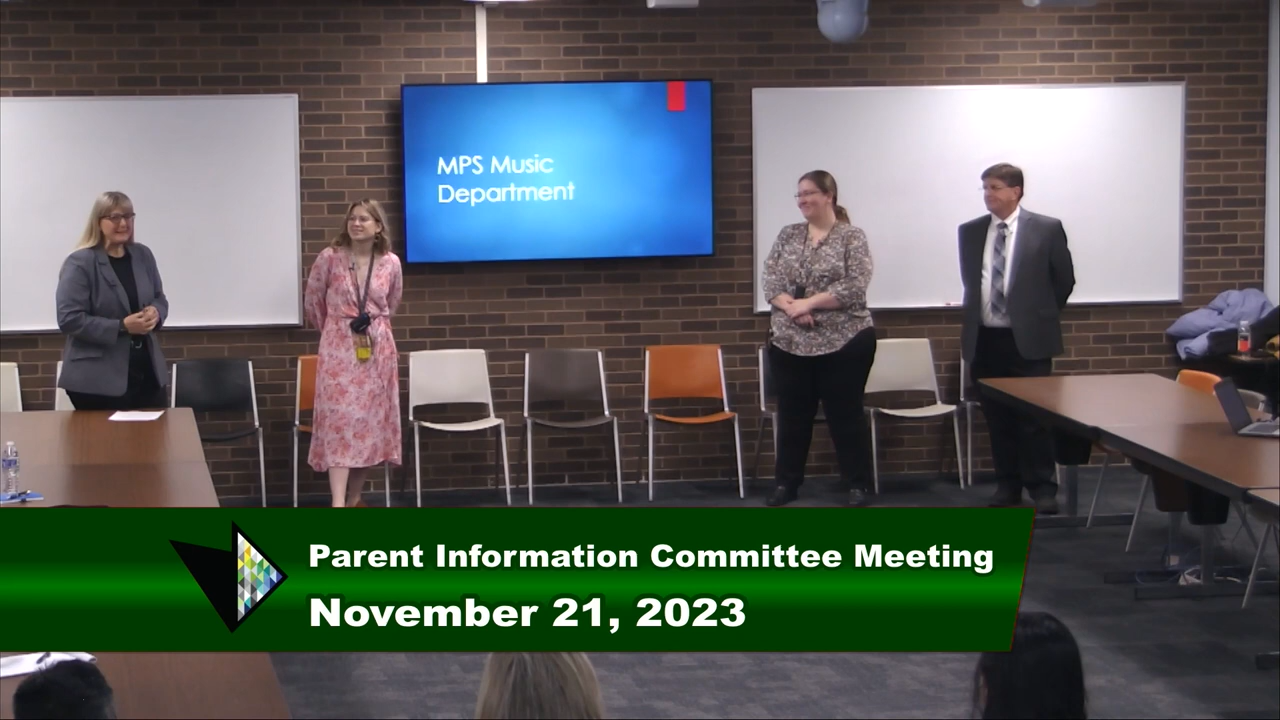 MPS Music
Department
Parent Information Committee Meeting
November 21, 2023